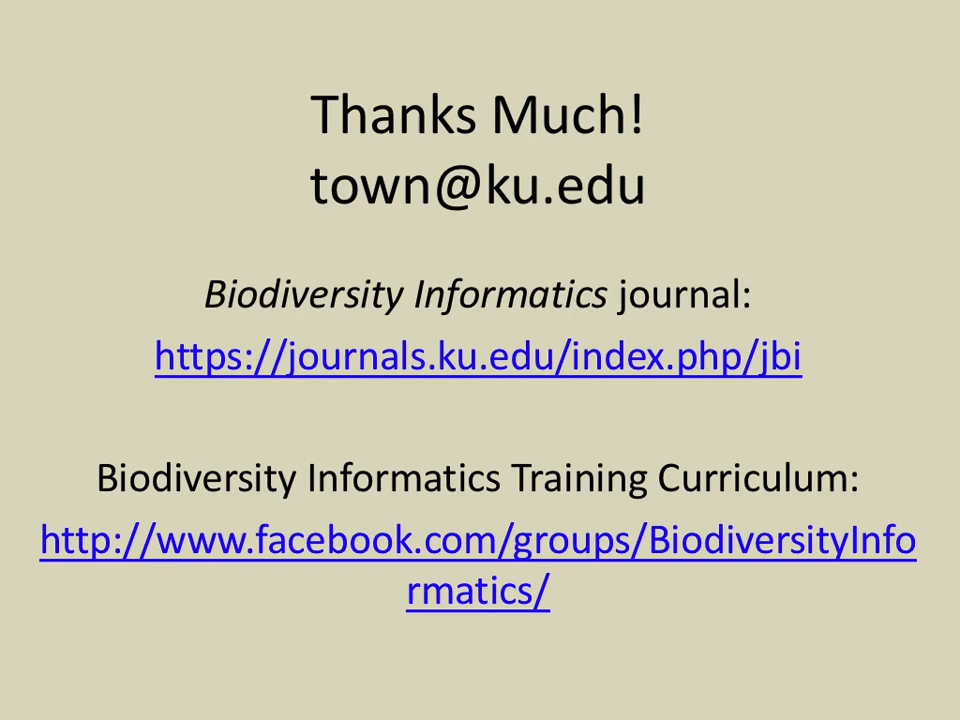 Thanks Much!
town@ku.edu
Biodiversity Informatics journal:
https://journals.ku.edu/index.php/jbi
Biodiversity Informatics Training Curriculum:
http://www.facebook.com/groups/BiodiversityInfo
rmatics/